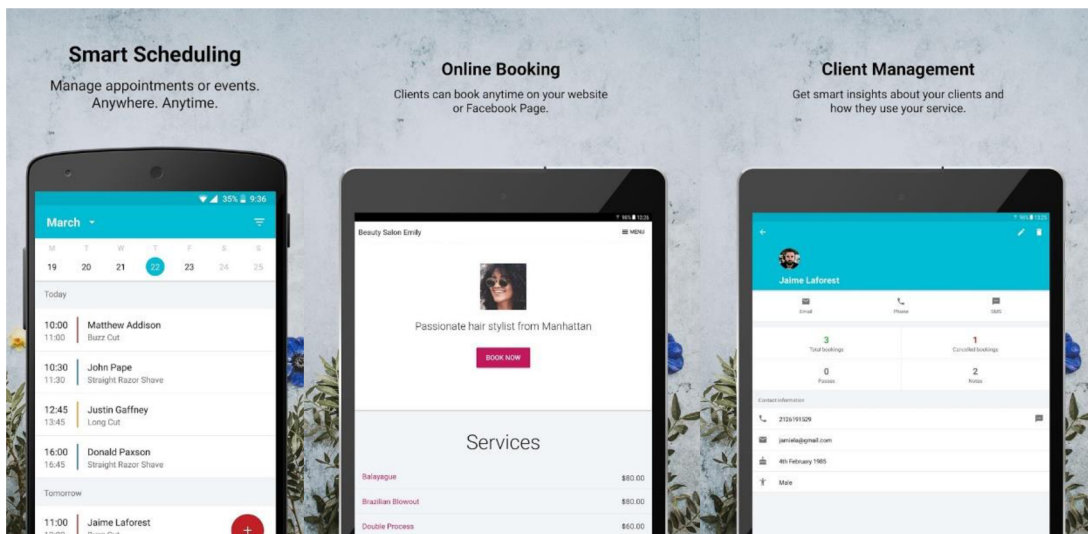 Smart Scheduling
Manage appointments or events.
Anywhere. Anytime.
35% 9:36
March
M T W T F S S
19 20 21 22 23 24 25
Today
10:00 Matthew Addison
11:00 Buzz Cut
10:30 John Pape
11:30 Straight Razor Shave
12:45 Justin Gaffney
13:45 Long Cut
16:00 Donald Paxson
16:45 Straight Razor Shave
Tomorrow
11:00 Jaime Laforest
+
Online Booking
Clients can book anytime on your website
or Facebook Page.
98% 12:26
Beauty Salon Emily MENU
Passionate hair stylist from Manhattan
BOOK NOW
Services
Balayague $80.00
Brazilian Blowout $80.00
Double Process $60.00
Client Management
Get smart insights about your clients and
how they use your service.
Jaime Laforest
Email Phone SMS
3 1
Total bookings Cancelled bookings
0 2
Passes Notes
Contact information
2126191529
jamiela@gmail.com
4th February 1985
Male